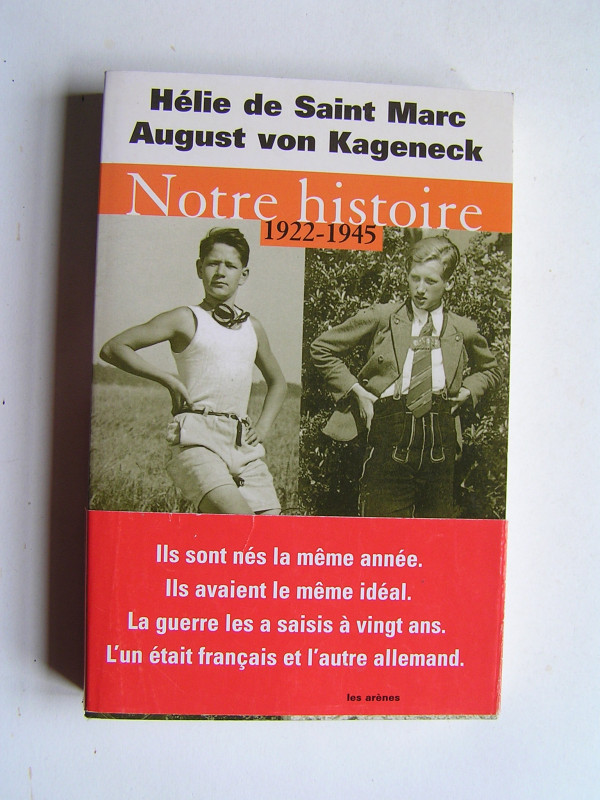 Hélie de Saint Marc
August von Kageneck
Notre histoire
1922-1945
Ils sont nés la même année.
Ils avaient le même idéal.
La guerre les a saisis à vingt ans.
L'un était français et l'autre allemand.
les arènes